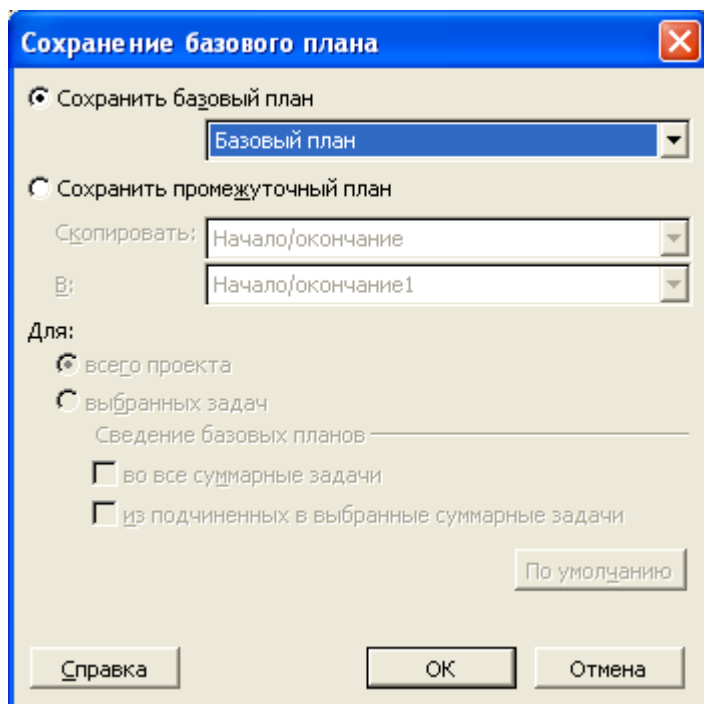 Сохранение базового плана
Сохранить базовый план
Базовый план
Сохранить промежуточный план
Скопировать: Начало/окончание
В: Начало/окончание1
Для:
всего проекта
выбранных задач
Сведение базовых планов
во все суммарные задачи
из подчиненных в выбранные суммарные задачи
По умолчанию
Справка ОК Отмена